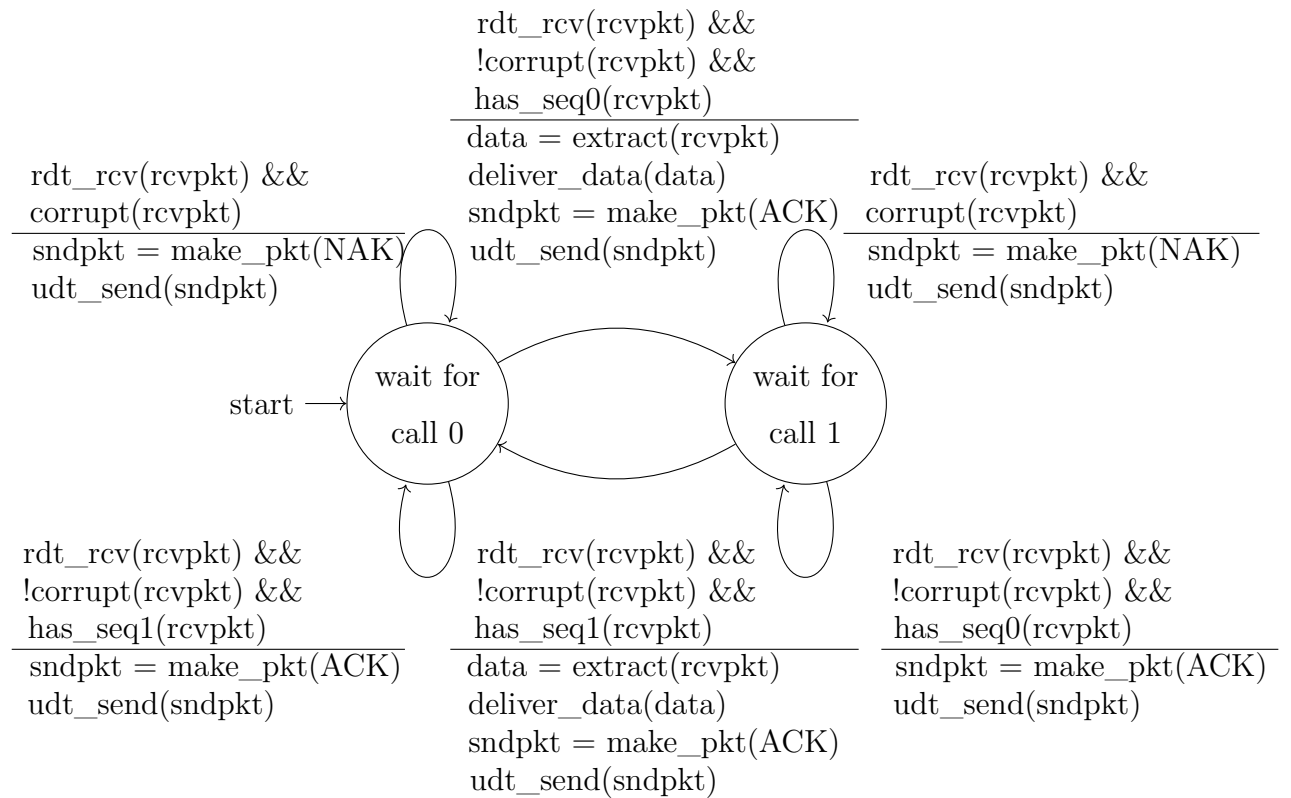 rdt_rcv(rcvpkt) &&
!corrupt(rcvpkt) &&
has_seq0(rcvpkt)
data = extract(rcvpkt)
deliver_data(data)
sndpkt = make_pkt(ACK)
udt_send(sndpkt)
rdt_rcv(rcvpkt) &&
corrupt(rcvpkt)
sndpkt = make_pkt(NAK)
udt_send(sndpkt)
rdt_rcv(rcvpkt) &&
corrupt(rcvpkt)
sndpkt = make_pkt(NAK)
udt_send(sndpkt)
start
wait for
call 0
wait for
call 1
rdt_rcv(rcvpkt) &&
!corrupt(rcvpkt) &&
has_seq1(rcvpkt)
sndpkt = make_pkt(ACK)
udt_send(sndpkt)
rdt_rcv(rcvpkt) &&
!corrupt(rcvpkt) &&
has_seq1(rcvpkt)
data = extract(rcvpkt)
deliver_data(data)
sndpkt = make_pkt(ACK)
udt_send(sndpkt)
rdt_rcv(rcvpkt) &&
!corrupt(rcvpkt) &&
has_seq0(rcvpkt)
sndpkt = make_pkt(ACK)
udt_send(sndpkt)